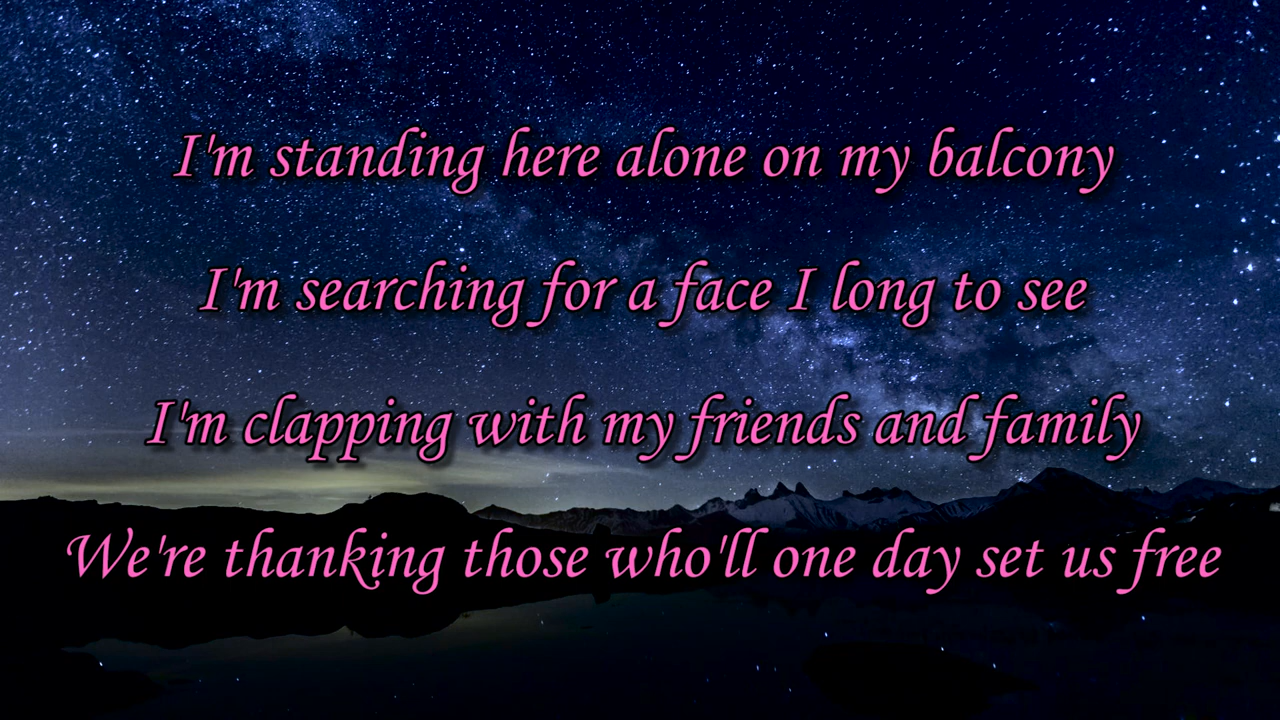 I'm standing here alone on my balcony
I'm searching for a face I long to see
I'm clapping with my friends and family
We're thanking those who'll one day set us free